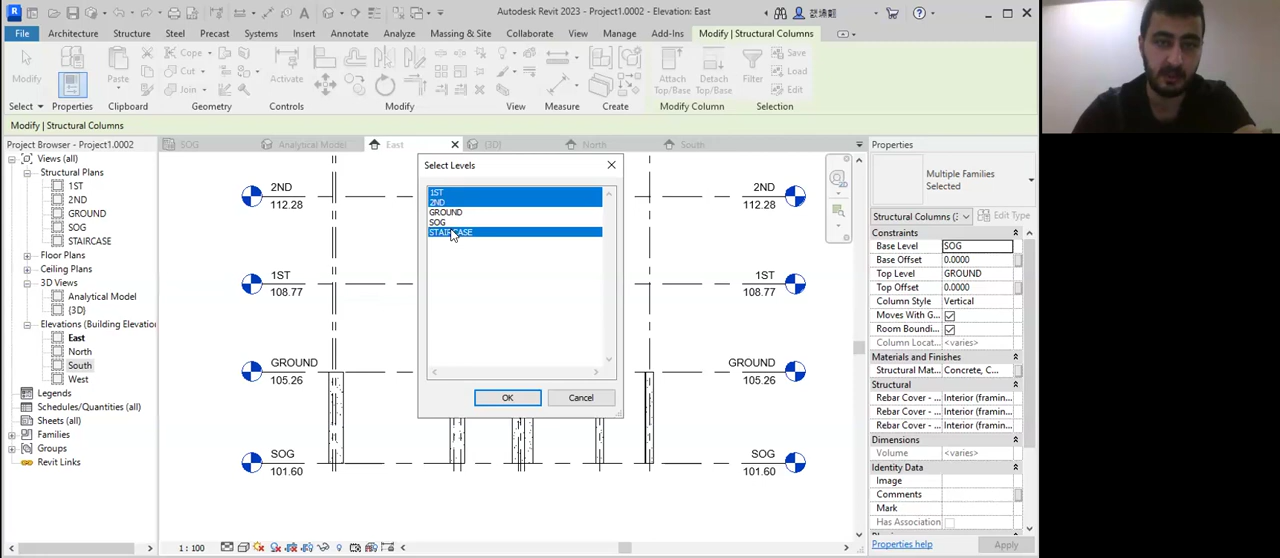 Autodesk Revit 2023 - Project1.0002 - Elevation: East
File
Architecture
Structure
Steel
Precast
Systems
Insert
Annotate
Analyze
Massing & Site
Collaborate
View
Manage
Add-Ins
Modify | Structural Columns
Modify
Paste
Cope
Cut
Join
Activate
Attach
Top/Base
Detach
Top/Base
Filter
Save
Load
Edit
Select
Properties
Clipboard
Geometry
Controls
Modify
View
Measure
Create
Modify Column
Selection
Modify | Structural Columns
Project Browser - Project1.0002
SOG
Analytical Model
East
{3D}
North
South
Properties
Views (all)
Structural Plans
1ST
2ND
GROUND
SOG
STAIRCASE
Floor Plans
Ceiling Plans
3D Views
Analytical Model
{3D}
Elevations (Building Elevatio
East
North
South
West
Legends
Schedules/Quantities (all)
Sheets (all)
Families
Groups
Revit Links
2ND
112.28
1ST
108.77
GROUND
105.26
SOG
101.60
Select Levels
1ST
2ND
GROUND
SOG
STAIRCASE
OK
Cancel
2ND
112.28
1ST
108.77
GROUND
105.26
SOG
101.60
1 : 100
Multiple Families
Selected
Structural Columns (
Edit Type
Constraints
Base Level SOG
Base Offset 0.0000
Top Level GROUND
Top Offset 0.0000
Column Style Vertical
Moves With G...
Room Boundi...
Column Locat... <varies>
Materials and Finishes
Structural Mat... Concrete, C...
Structural
Rebar Cover - ... Interior (framin...
Rebar Cover - ... Interior (framin...
Rebar Cover - ... Interior (framin...
Dimensions
Volume <varies>
Identity Data
Image
Comments
Mark
Has Association
Properties help
Apply